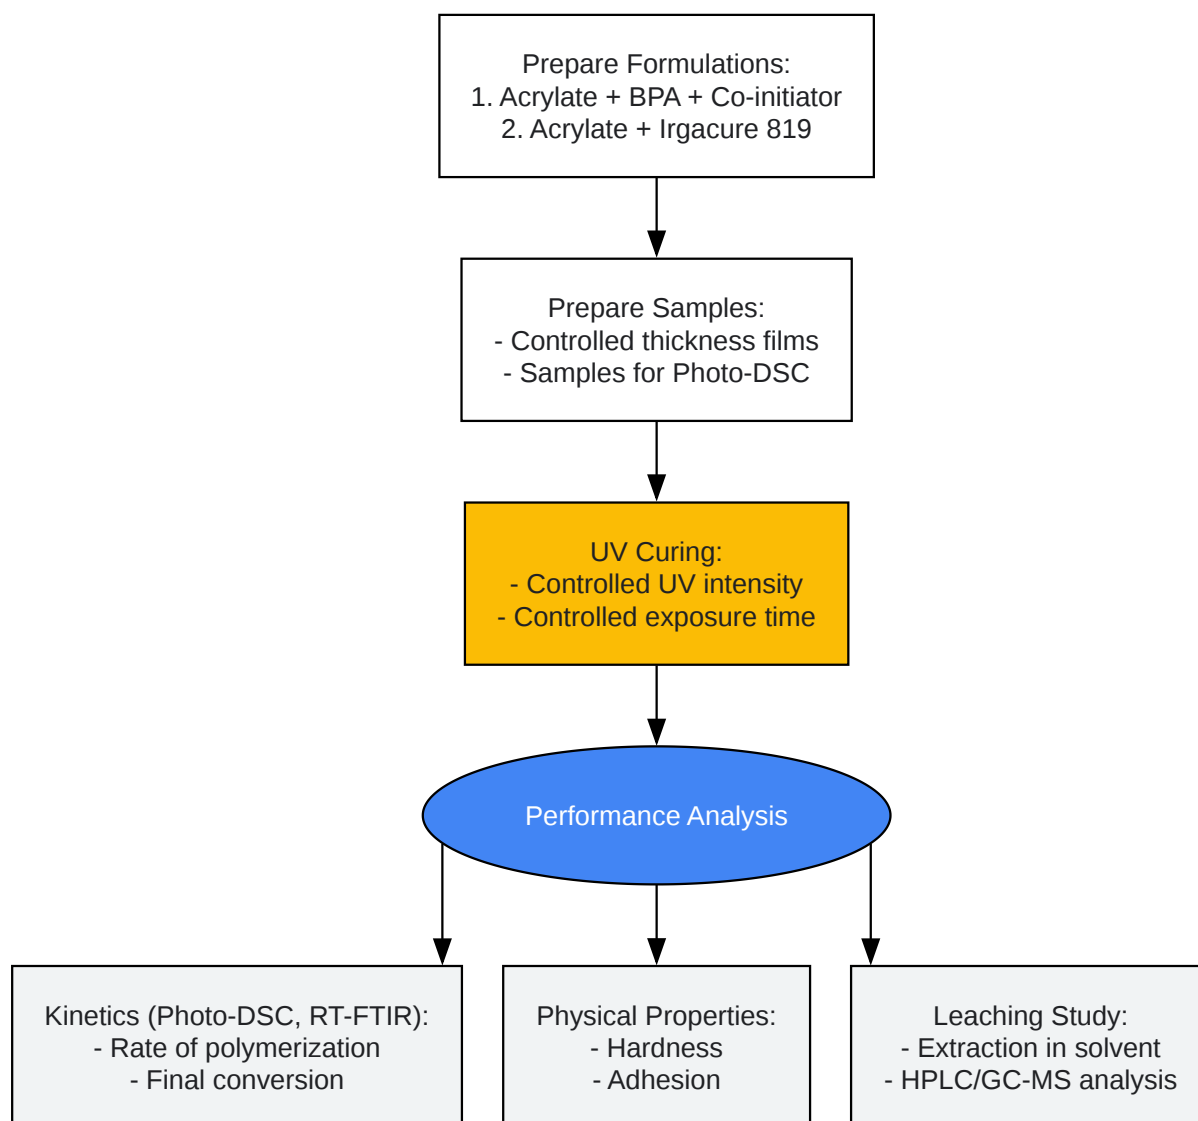 Prepare Formulations:
1. Acrylate + BPA + Co-initiator
2. Acrylate + Irgacure 819
Prepare Samples:
- Controlled thickness films
- Samples for Photo-DSC
UV Curing:
- Controlled UV intensity
- Controlled exposure time
Performance Analysis
Kinetics (Photo-DSC, RT-FTIR):
- Rate of polymerization
- Final conversion
Physical Properties:
- Hardness
- Adhesion
Leaching Study:
- Extraction in solvent
- HPLC/GC-MS analysis